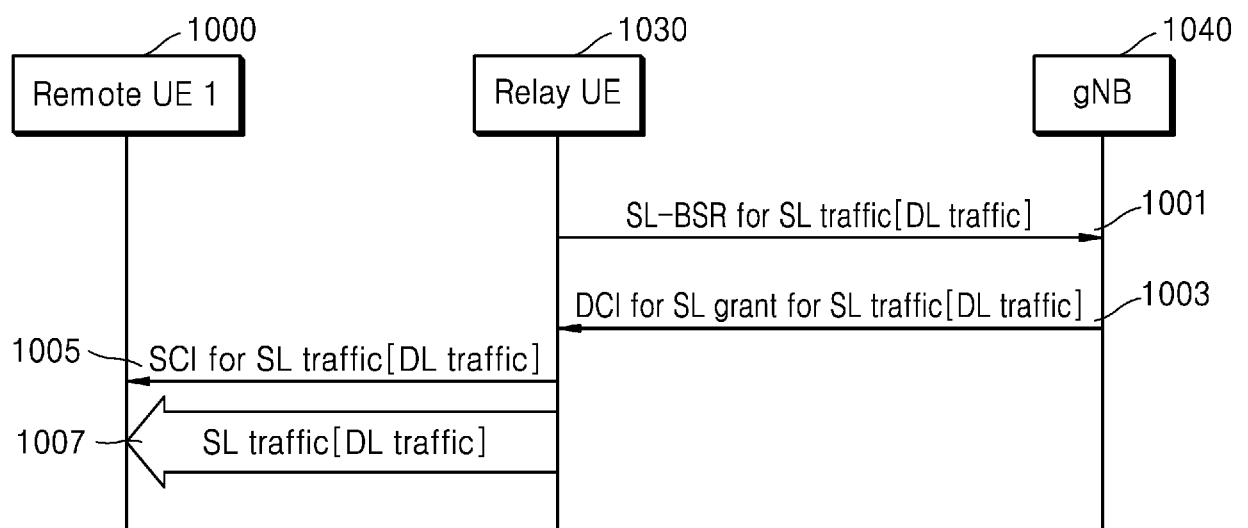 1000
1030
1040
Remote UE 1
Relay UE
gNB
1001
SL-BSR for SL traffic[DL traffic]
1003
DCI for SL grant for SL traffic[DL traffic]
1005
SCI for SL traffic[DL traffic]
1007
SL traffic[DL traffic]